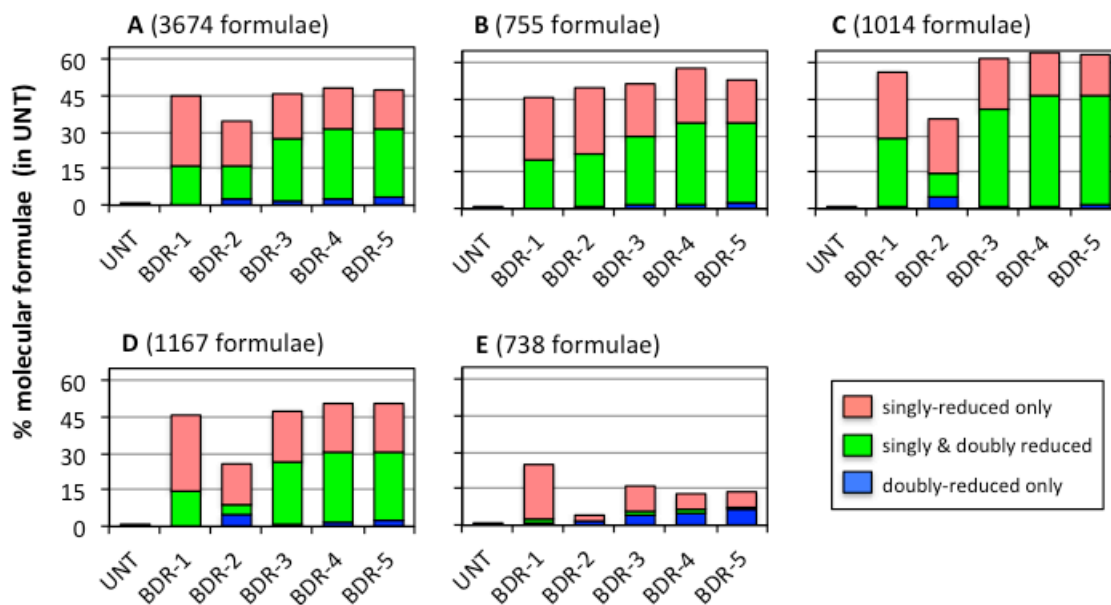 A (3674 formulae)
B (755 formulae)
C (1014 formulae)
% molecular formulae (in UNT)
60
45
30
15
0
UNT
BDR-1
BDR-2
BDR-3
BDR-4
BDR-5
UNT
BDR-1
BDR-2
BDR-3
BDR-4
BDR-5
UNT
BDR-1
BDR-2
BDR-3
BDR-4
BDR-5
D (1167 formulae)
E (738 formulae)
60
45
30
15
0
UNT
BDR-1
BDR-2
BDR-3
BDR-4
BDR-5
UNT
BDR-1
BDR-2
BDR-3
BDR-4
BDR-5
singly-reduced only
singly & doubly reduced
doubly-reduced only